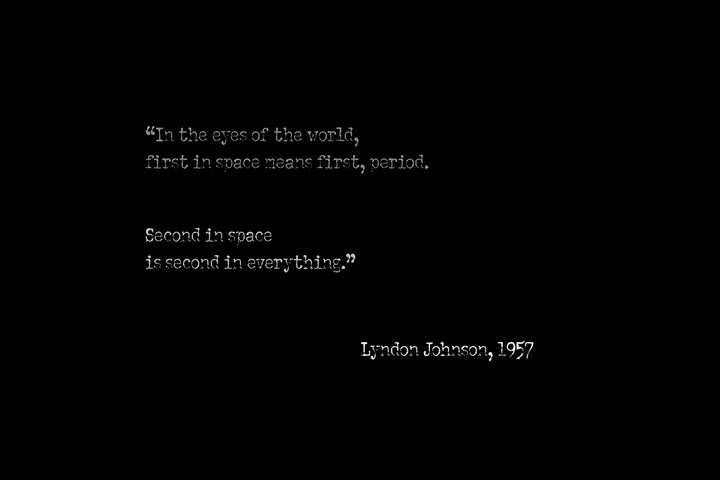 “In the eyes of the world,
first in space means first, period.
Second in space
is second in everything.”
Lyndon Johnson, 1957